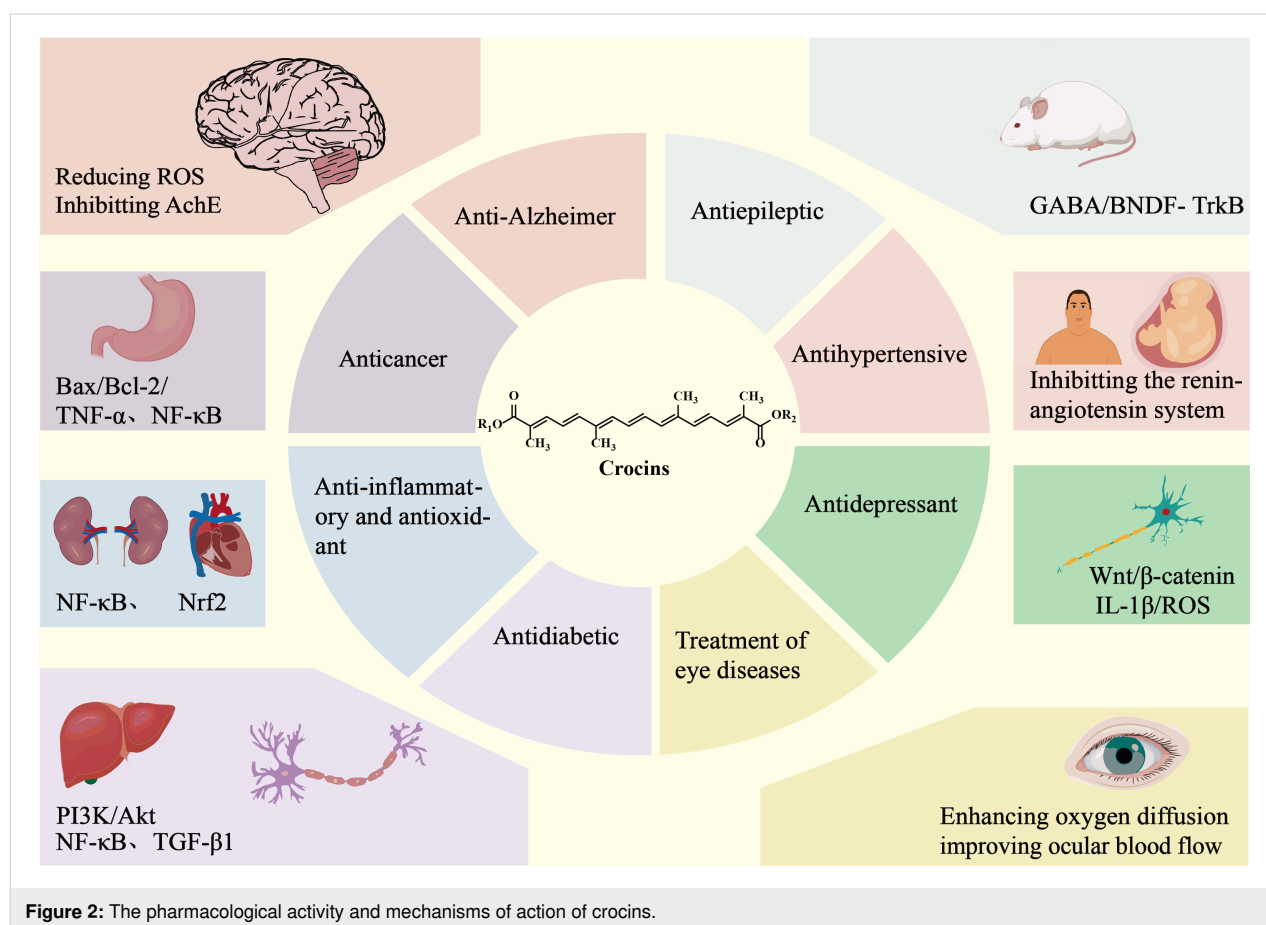 Reducing ROS
Inhibitting AchE
GABA/BNDF- TrkB
Anti-Alzheimer
Antiepileptic
Bax/Bcl-2/
TNF-α、NF-κB
Anticancer
Antihypertensive
Inhibitting the renin-
angiotensin system
O
CH₃
CH₃
R₁O
OR₂
CH₃
CH₃
O
Crocins
Anti-inflammat-
ory and antioxid-
ant
Antidepressant
NF-κB、 Nrf2
Wnt/β-catenin
IL-1β/ROS
Antidiabetic
Treatment of
eye diseases
PI3K/Akt
NF-κB、TGF-β1
Enhancing oxygen diffusion
improving ocular blood flow
Figure 2: The pharmacological activity and mechanisms of action of crocins.